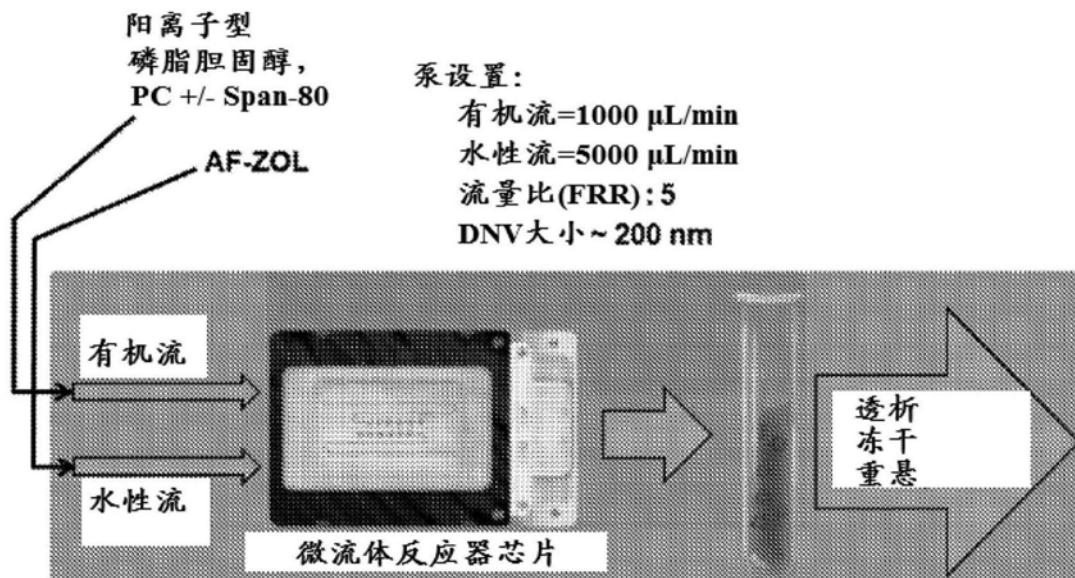 阳离子型
磷脂胆固醇,
PC +/- Span-80
AF-ZOL
泵设置:
有机流=1000 μL/min
水性流=5000 μL/min
流量比(FRR):5
DNV大小~200 nm
有机流
水性流
微流体反应器芯片
透析
冻干
重悬